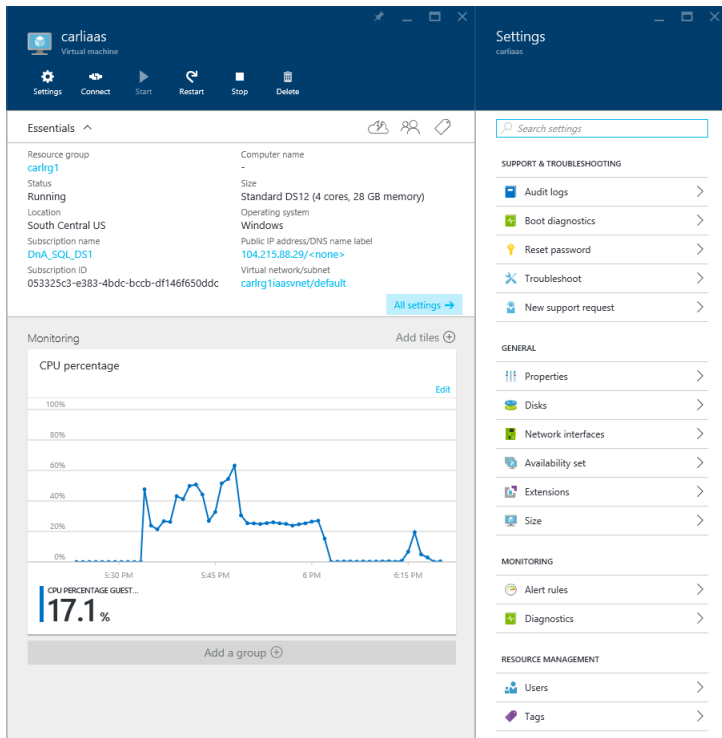 carliaas
Virtual machine
Settings
Connect
Start
Restart
Stop
Delete
Essentials
Resource group
carlrg1
Status
Running
Location
South Central US
Subscription name
DnA_SQL_DS1
Subscription ID
053325c3-e383-4bdc-bccb-df146f650ddc
Computer name
-
Size
Standard DS12 (4 cores, 28 GB memory)
Operating system
Windows
Public IP address/DNS name label
104.215.88.29/<none>
Virtual network/subnet
carlrg1iaasvnet/default
All settings →
Monitoring
Add tiles
CPU percentage
Edit
100%
80%
60%
40%
20%
0%
5:30 PM
5:45 PM
6 PM
6:15 PM
CPU PERCENTAGE GUEST...
17.1 %
Add a group
Settings
carliaas
Search settings
SUPPORT & TROUBLESHOOTING
Audit logs
Boot diagnostics
Reset password
Troubleshoot
New support request
GENERAL
Properties
Disks
Network interfaces
Availability set
Extensions
Size
MONITORING
Alert rules
Diagnostics
RESOURCE MANAGEMENT
Users
Tags